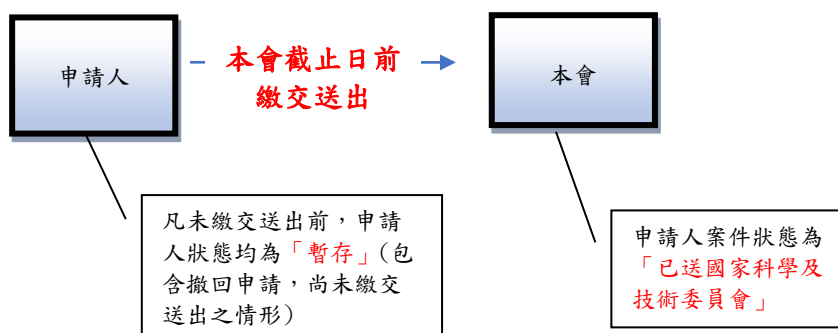 申請人
本會截止日前
繳交送出
本會
凡未繳交送出前，申請
人狀態均為「暫存」（包
含撤回申請，尚未繳交
送出之情形）
申請人案件狀態為
「已送國家科學及
技術委員會」